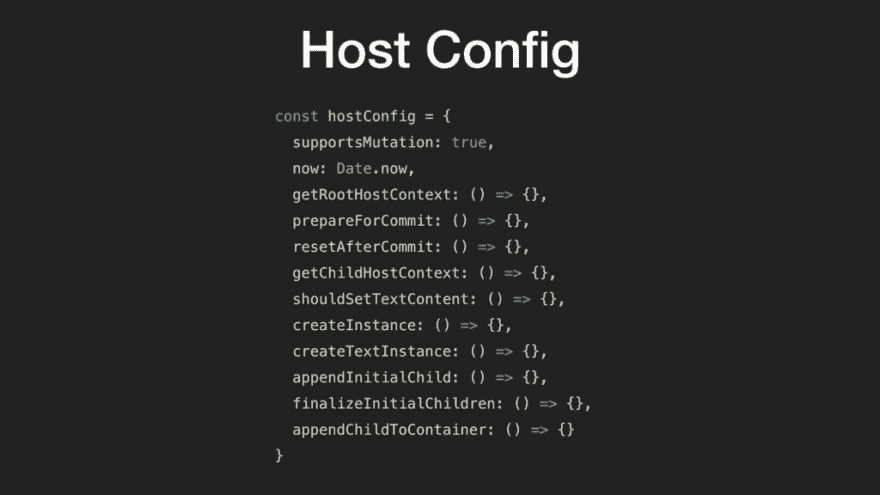 Host Config
const hostConfig = {
supportsMutation: true,
now: Date.now,
getRootHostContext: () => {},
prepareForCommit: () => {},
resetAfterCommit: () => {},
getChildHostContext: () => {},
shouldSetTextContent: () => {},
createInstance: () => {},
createTextInstance: () => {},
appendInitialChild: () => {},
finalizeInitialChildren: () => {},
appendChildToContainer: () => {}
}